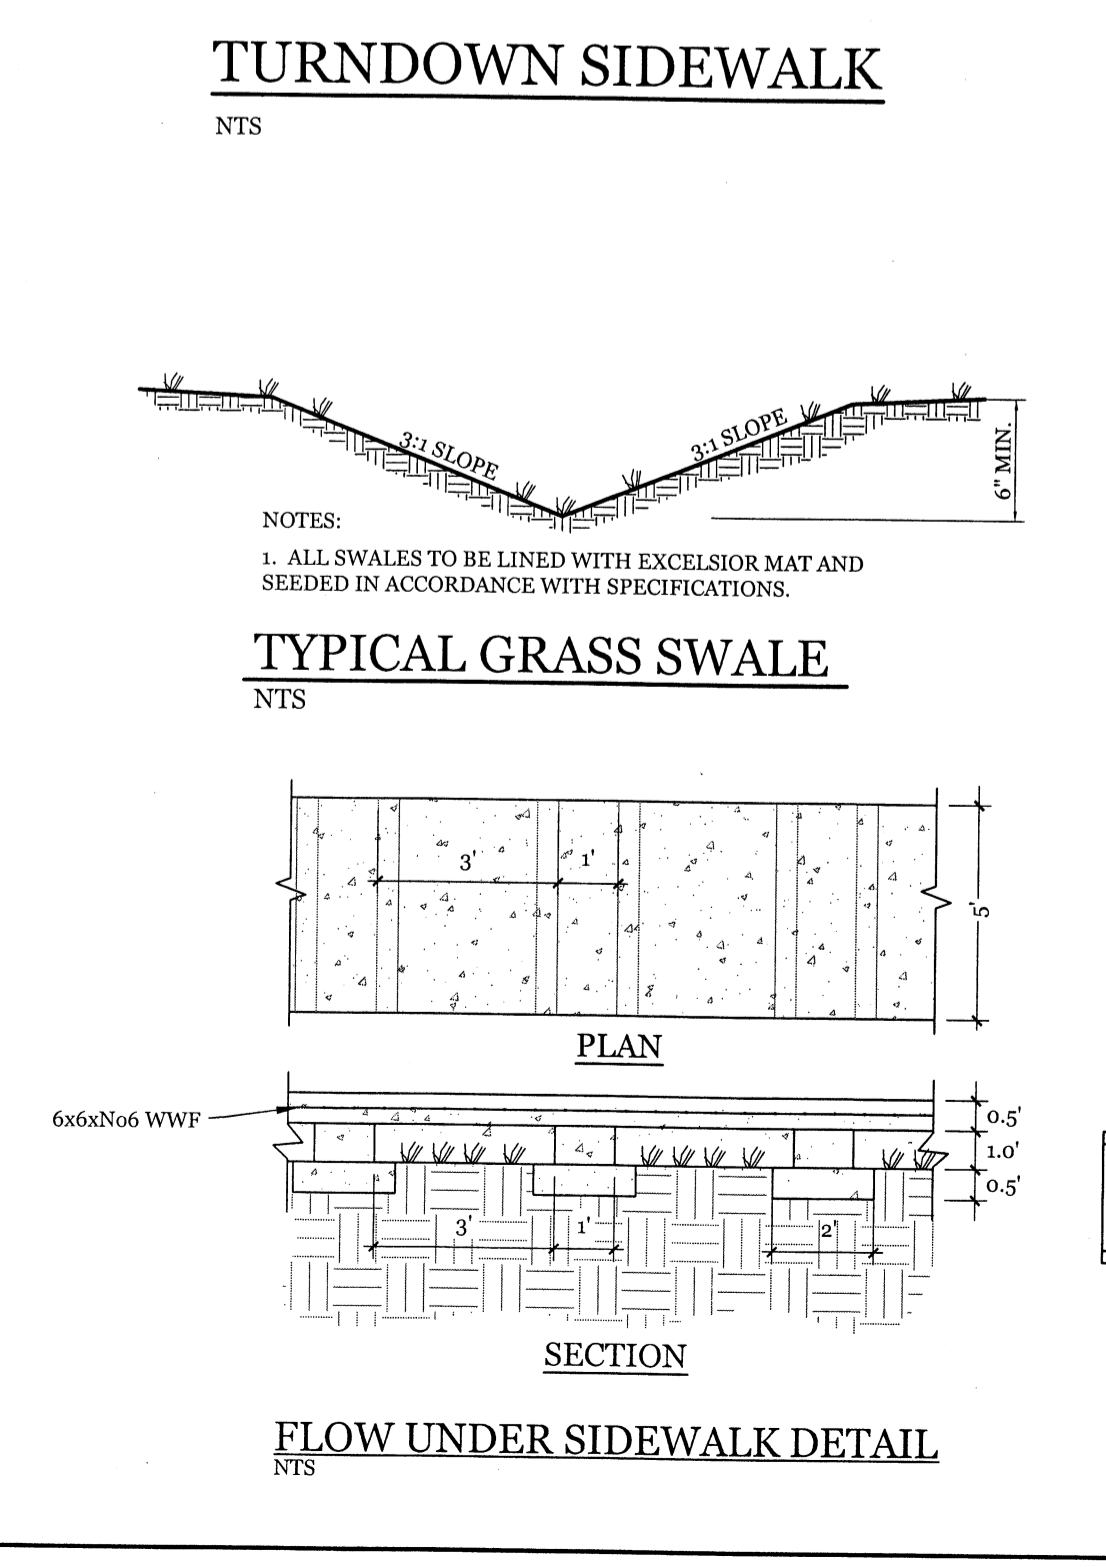 TURNDOWN SIDEWALK
NTS
3:1 SLOPE
3:1 SLOPE
6" MIN.
NOTES:
1. ALL SWALES TO BE LINED WITH EXCELSIOR MAT AND
SEEDED IN ACCORDANCE WITH SPECIFICATIONS.
TYPICAL GRASS SWALE
NTS
3'
1'
5'
PLAN
6x6xNo6 WWF
0.5'
1.0'
0.5'
3'
1'
2'
SECTION
FLOW UNDER SIDEWALK DETAIL
NTS